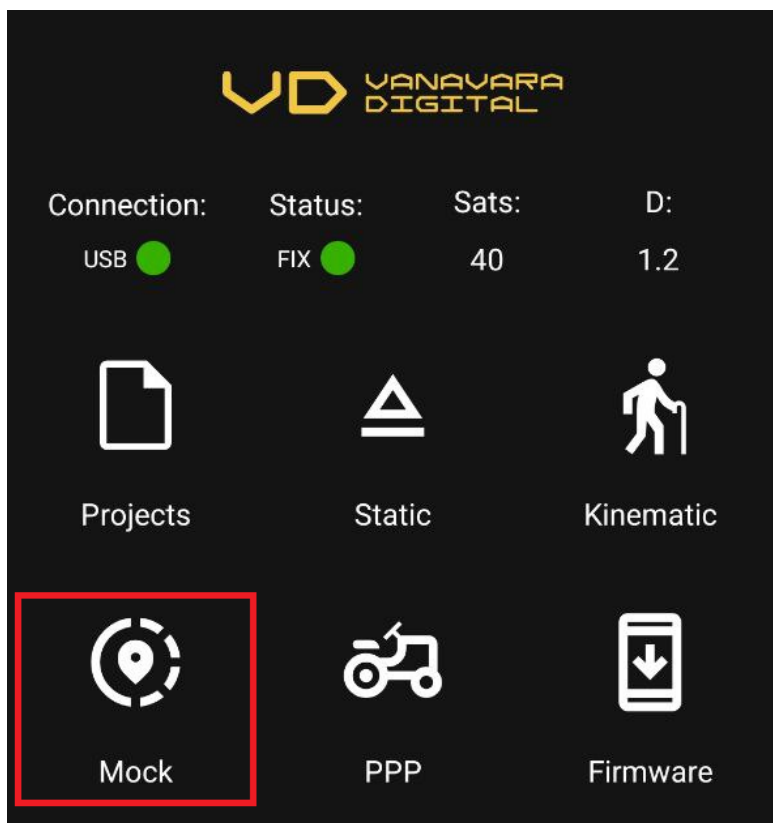 VD VANAVARA
DIGITAL
Connection: Status: Sats: D:
USB FIX 40 1.2
Projects Static Kinematic
Mock PPP Firmware